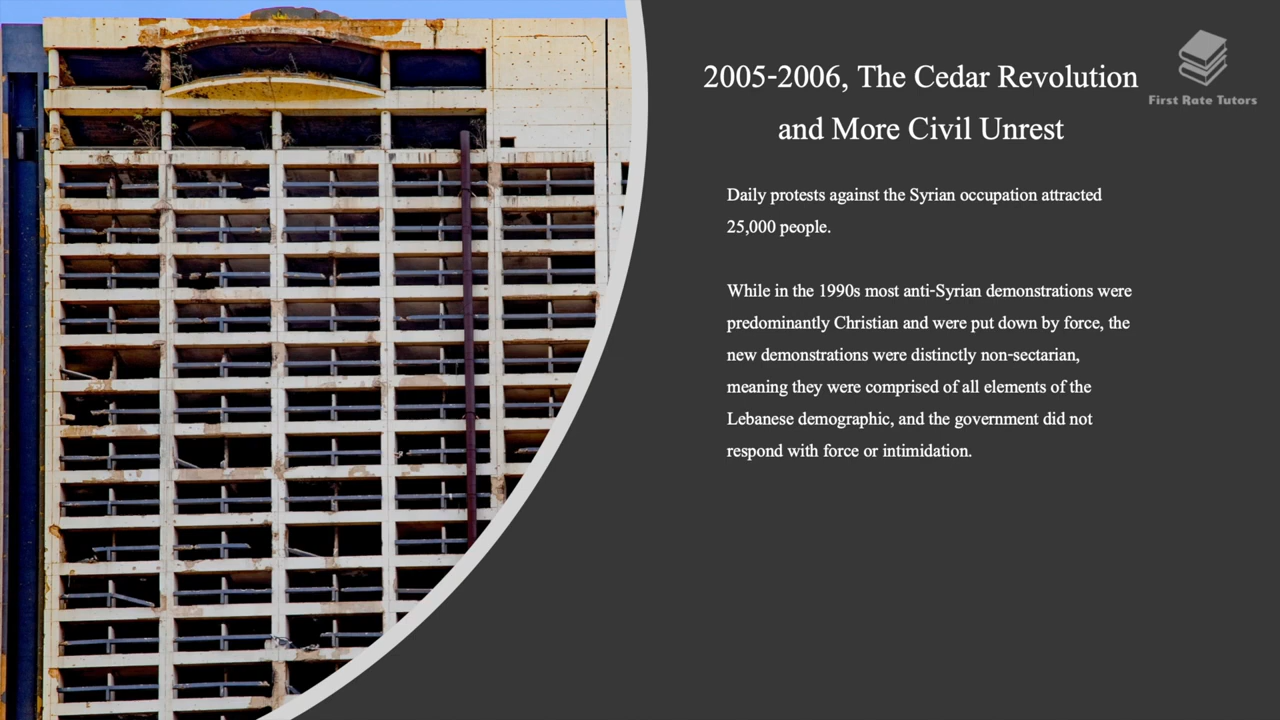 2005-2006, The Cedar Revolution
and More Civil Unrest
First Rate Tutors
Daily protests against the Syrian occupation attracted
25,000 people.
While in the 1990s most anti-Syrian demonstrations were
predominantly Christian and were put down by force, the
new demonstrations were distinctly non-sectarian,
meaning they were comprised of all elements of the
Lebanese demographic, and the government did not
respond with force or intimidation.